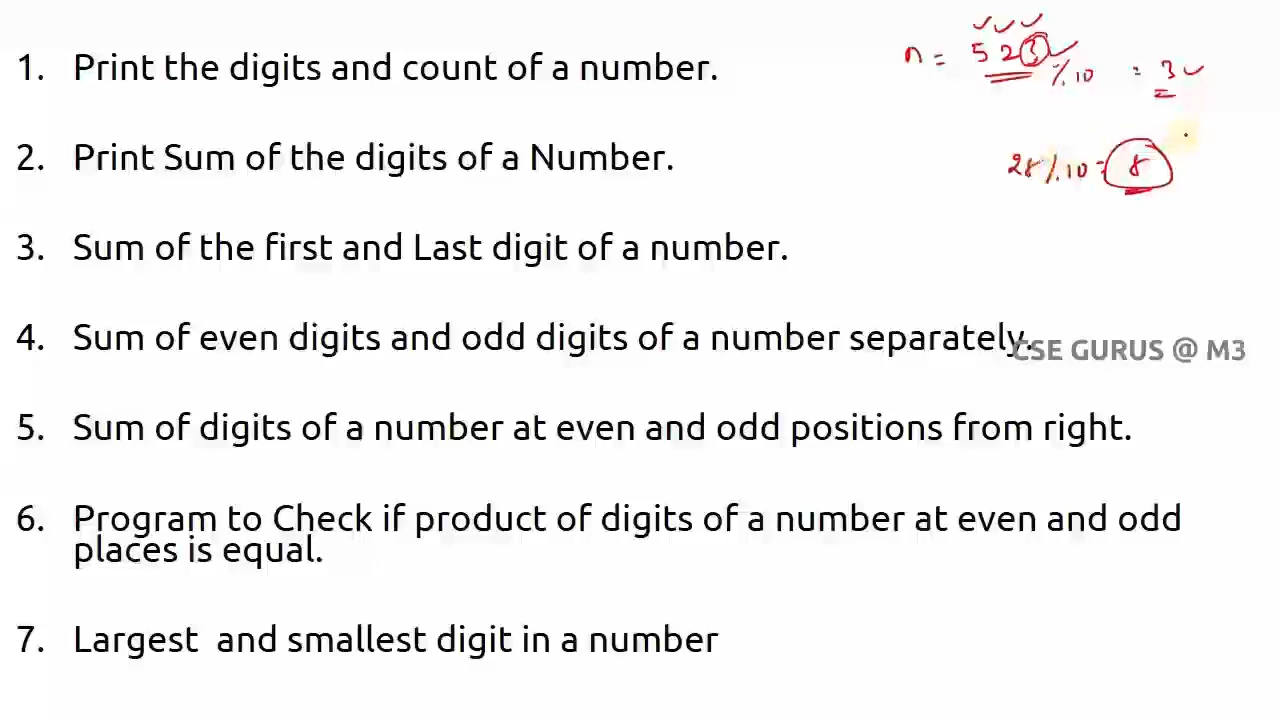 1. Print the digits and count of a number.
n = 523 % 10 = 3
2. Print Sum of the digits of a Number.
28 % 10 = 8
3. Sum of the first and Last digit of a number.
4. Sum of even digits and odd digits of a number separately.
CSE GURUS @ M3
5. Sum of digits of a number at even and odd positions from right.
6. Program to Check if product of digits of a number at even and odd
places is equal.
7. Largest and smallest digit in a number